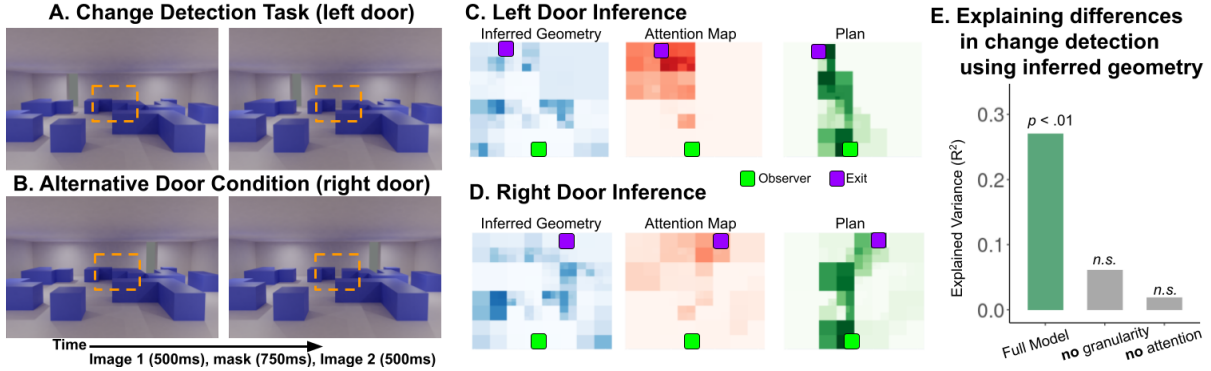 A. Change Detection Task (left door)
B. Alternative Door Condition (right door)
Time
Image 1 (500ms), mask (750ms), Image 2 (500ms)
C. Left Door Inference
Inferred Geometry
Attention Map
Plan
Observer
Exit
D. Right Door Inference
Inferred Geometry
Attention Map
Plan
E. Explaining differences
in change detection
using inferred geometry
Explained Variance (R²)
0.3
0.2
0.1
0.0
p < .01
n.s.
n.s.
Full Model
no granularity
no attention